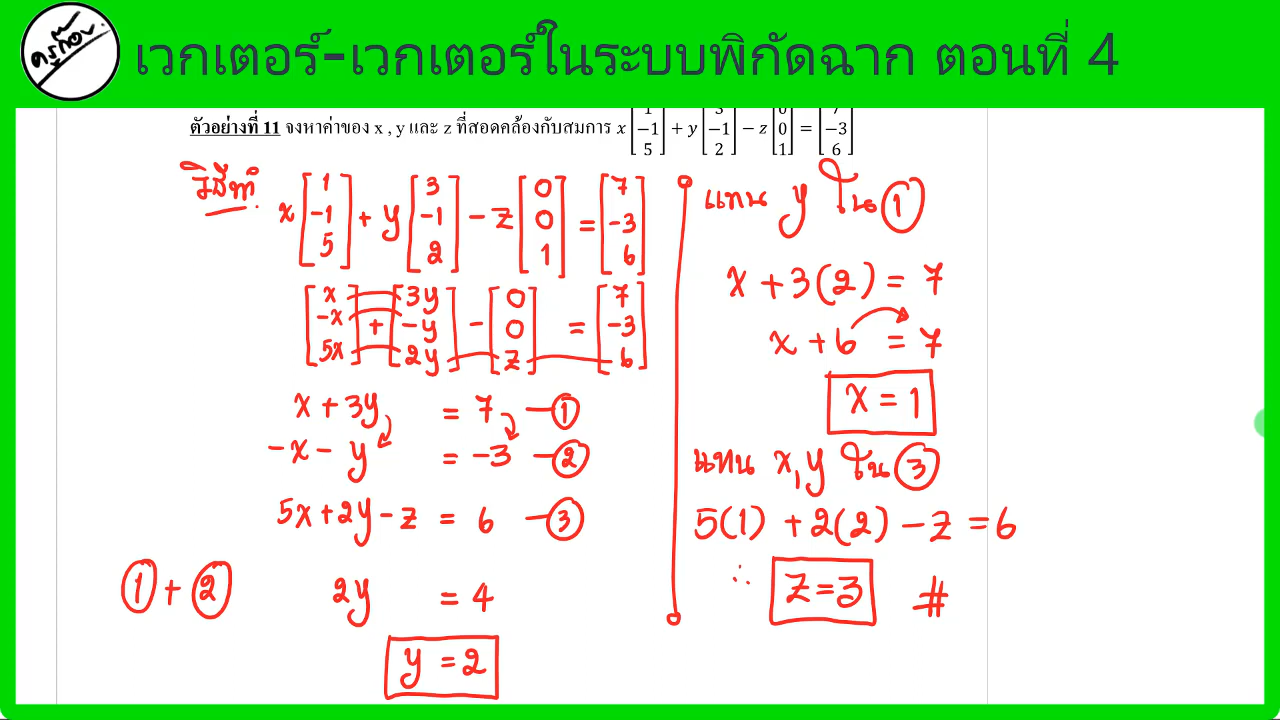 ครูก๊อบ
เวกเตอร์-เวกเตอร์ในระบบพิกัดฉาก ตอนที่ 4
ตัวอย่างที่ 11 จงหาค่าของ x , y และ z ที่สอดคล้องกับสมการ x [1 -1 5] + y [3 -1 2] − z [0 0 1] = [7 -3 6]
วิธีทำ
x [1 -1 5] + y [3 -1 2] - z [0 0 1] = [7 -3 6]
[x -x 5x] + [3y -y 2y] - [0 0 z] = [7 -3 6]
x + 3y = 7 —①
-x - y = -3 —②
5x+2y-z = 6 —③
①+② 2y = 4
y = 2
แทน y ใน ①
x + 3(2) = 7
x + 6 = 7
x = 1
แทน x,y ใน ③
5(1) + 2(2) - z = 6
∴ z = 3 #